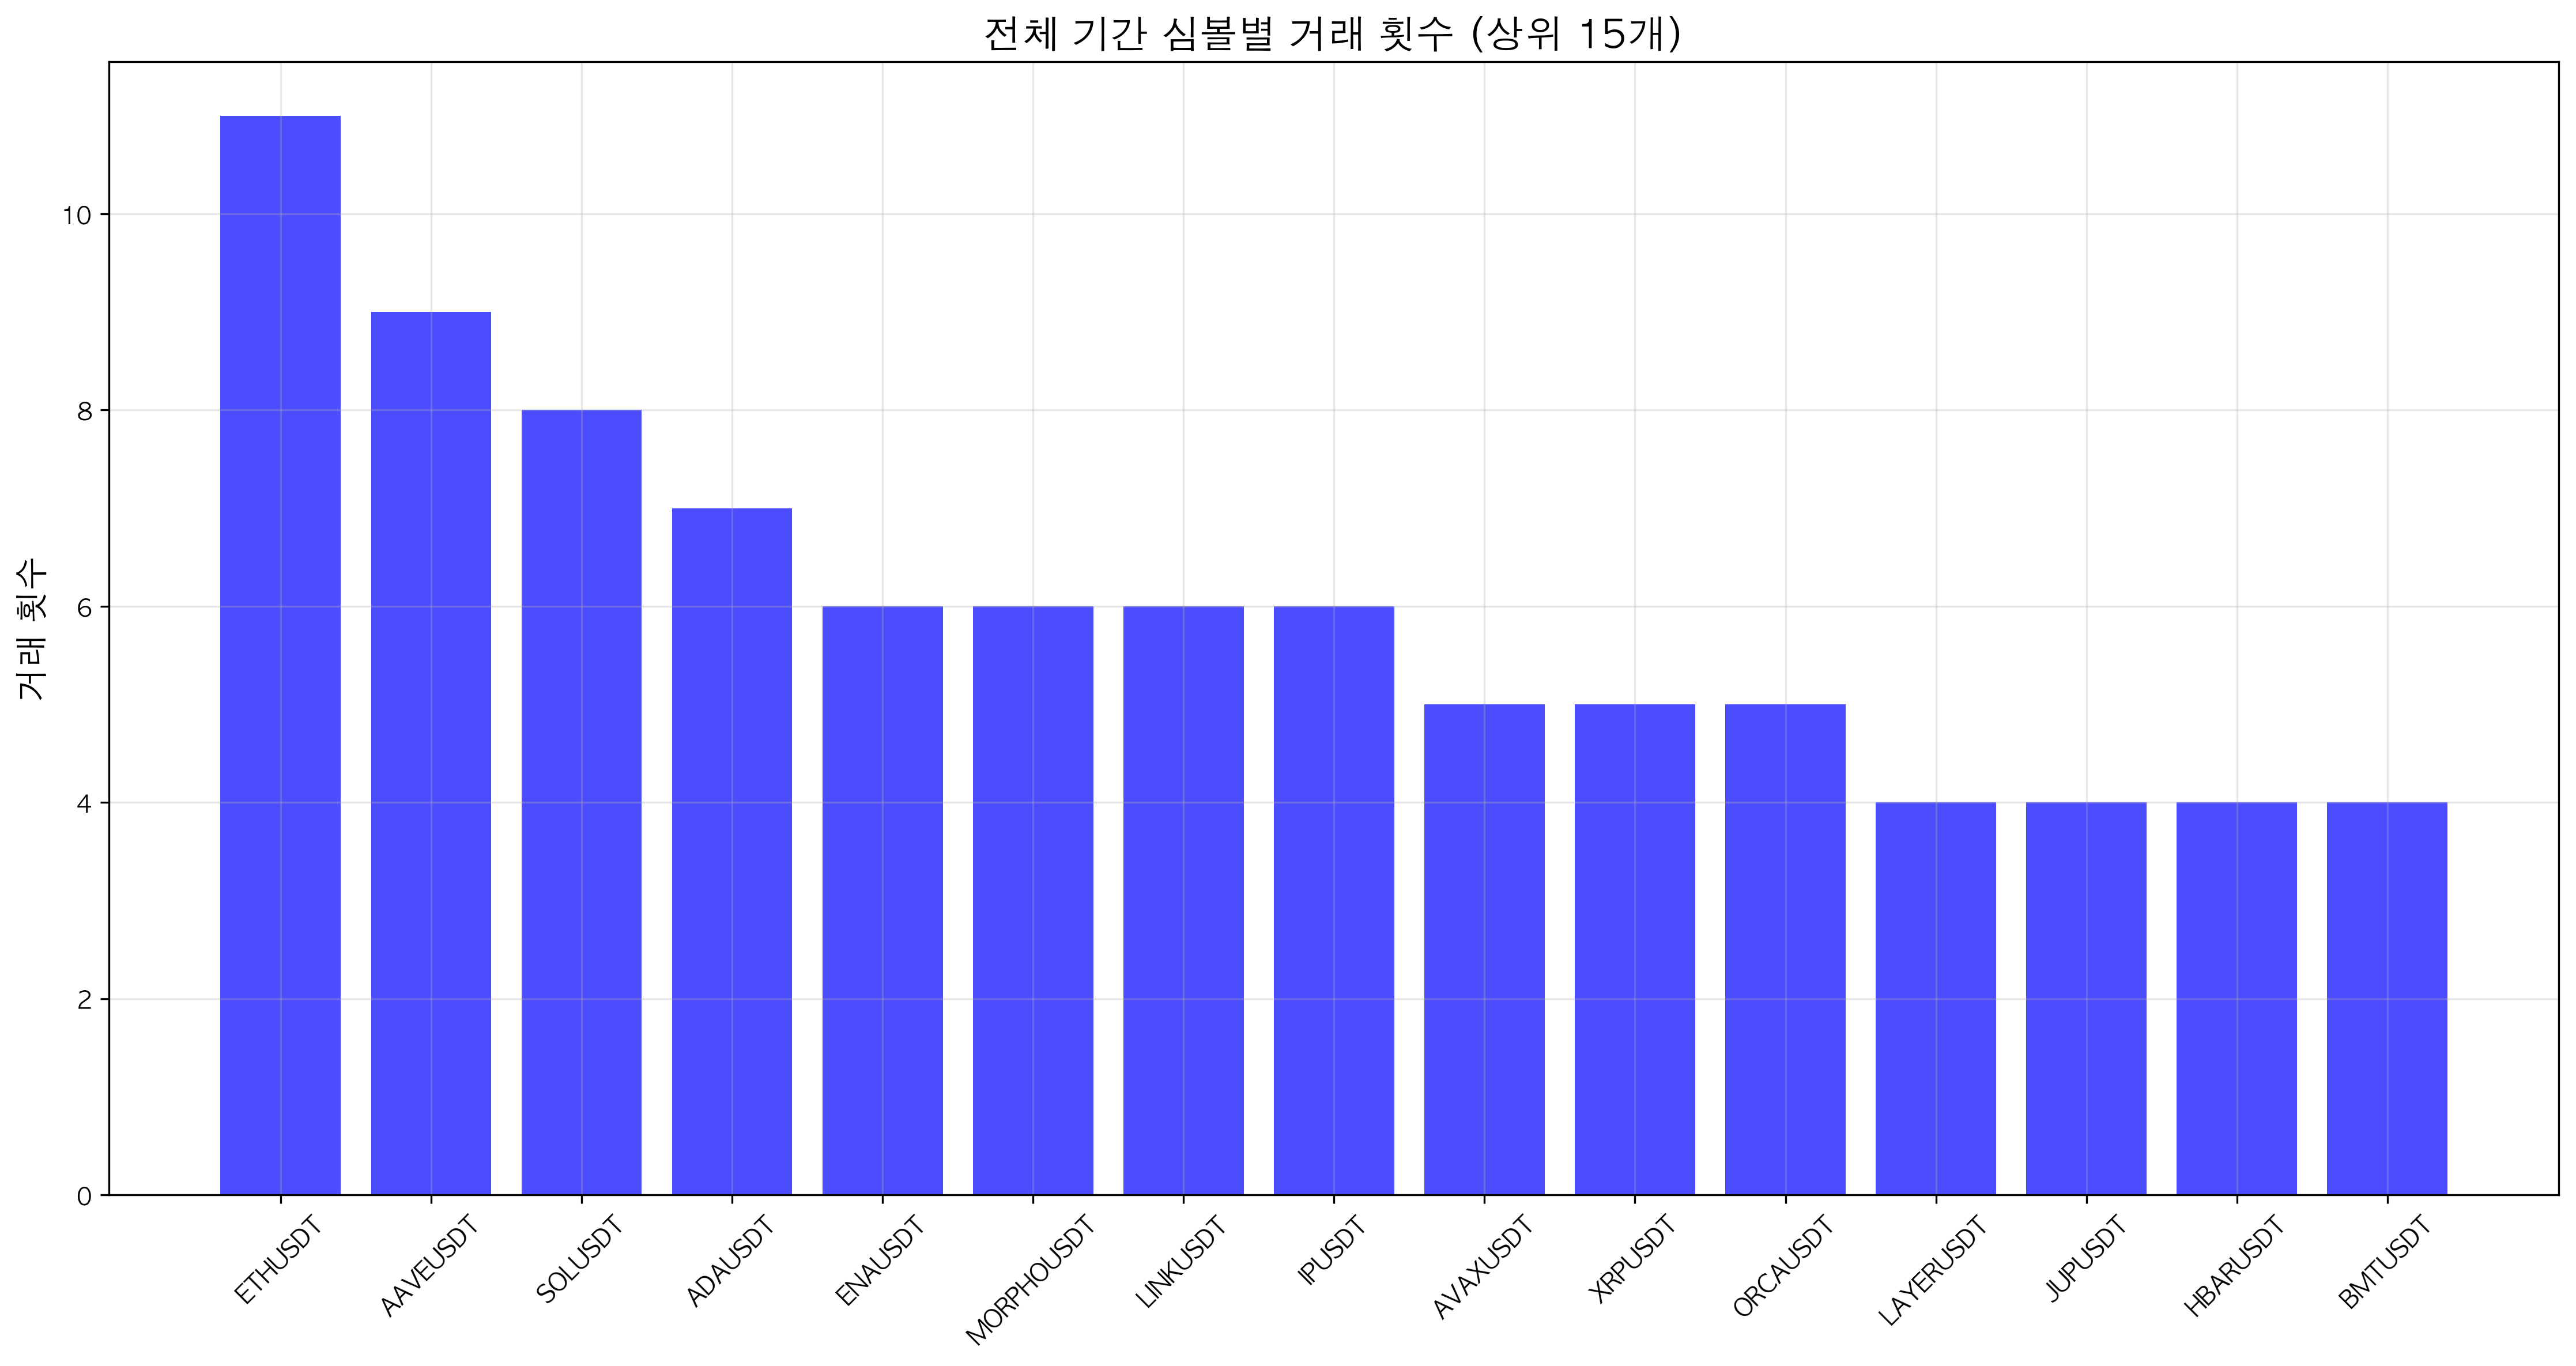 전체 기간 심볼별 거래 횟수 (상위 15개)
거래 횟수
10
8
6
4
2
0
ETHUSDT
AAVEUSDT
SOLUSDT
ADAUSDT
ENAUSDT
MORPHOUSDT
LINKUSDT
IPUSDT
AVAXUSDT
XRPUSDT
ORCAUSDT
LAYERUSDT
JUPUSDT
HBARUSDT
BMTUSDT